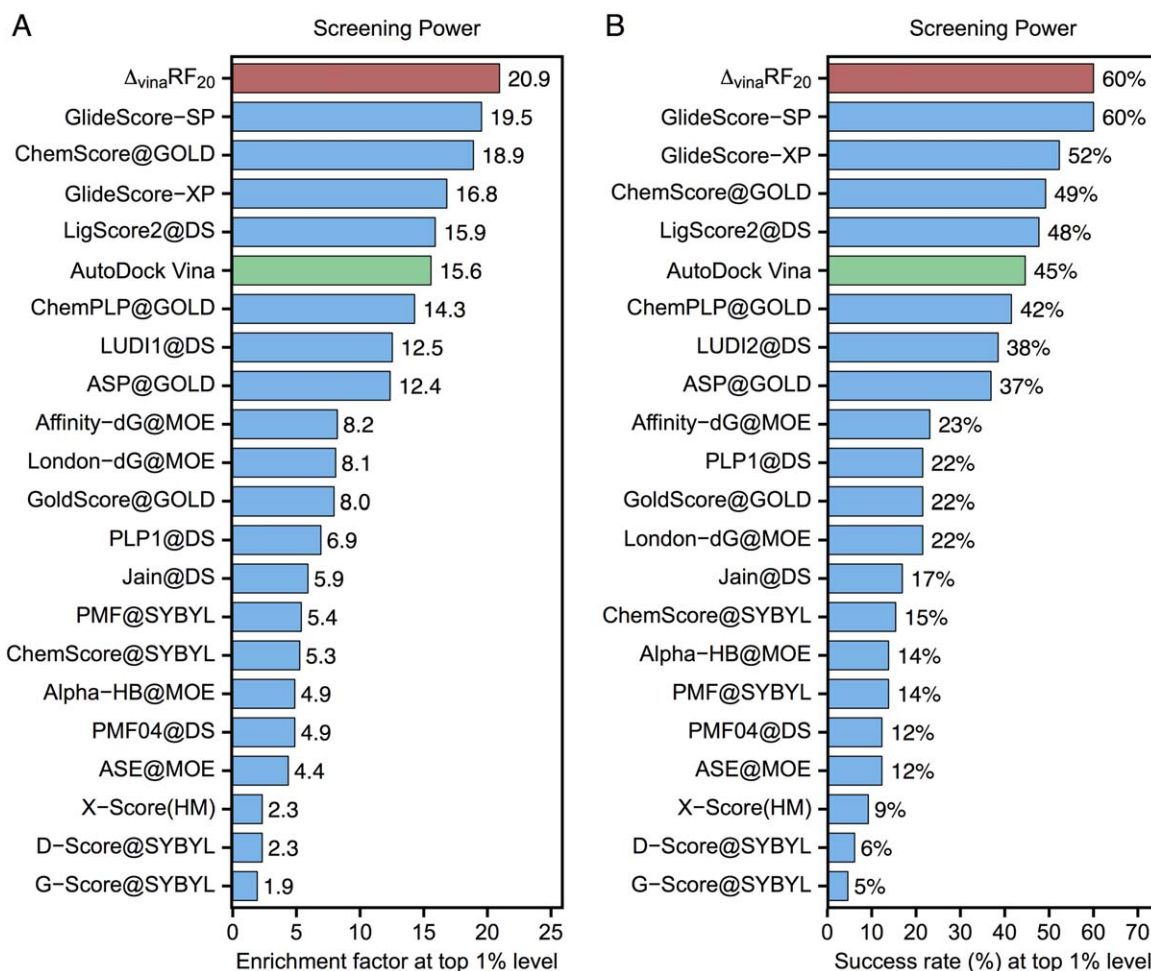 A
Screening Power
ΔvinaRF20 20.9
GlideScore−SP 19.5
ChemScore@GOLD 18.9
GlideScore−XP 16.8
LigScore2@DS 15.9
AutoDock Vina 15.6
ChemPLP@GOLD 14.3
LUDI1@DS 12.5
ASP@GOLD 12.4
Affinity−dG@MOE 8.2
London−dG@MOE 8.1
GoldScore@GOLD 8.0
PLP1@DS 6.9
Jain@DS 5.9
PMF@SYBYL 5.4
ChemScore@SYBYL 5.3
Alpha−HB@MOE 4.9
PMF04@DS 4.9
ASE@MOE 4.4
X−Score(HM) 2.3
D−Score@SYBYL 2.3
G−Score@SYBYL 1.9
0 5 10 15 20 25
Enrichment factor at top 1% level
B
Screening Power
ΔvinaRF20 60%
GlideScore−SP 60%
GlideScore−XP 52%
ChemScore@GOLD 49%
LigScore2@DS 48%
AutoDock Vina 45%
ChemPLP@GOLD 42%
LUDI2@DS 38%
ASP@GOLD 37%
Affinity−dG@MOE 23%
PLP1@DS 22%
GoldScore@GOLD 22%
London−dG@MOE 22%
Jain@DS 17%
ChemScore@SYBYL 15%
Alpha−HB@MOE 14%
PMF@SYBYL 14%
PMF04@DS 12%
ASE@MOE 12%
X−Score(HM) 9%
D−Score@SYBYL 6%
G−Score@SYBYL 5%
0 10 20 30 40 50 60 70
Success rate (%) at top 1% level